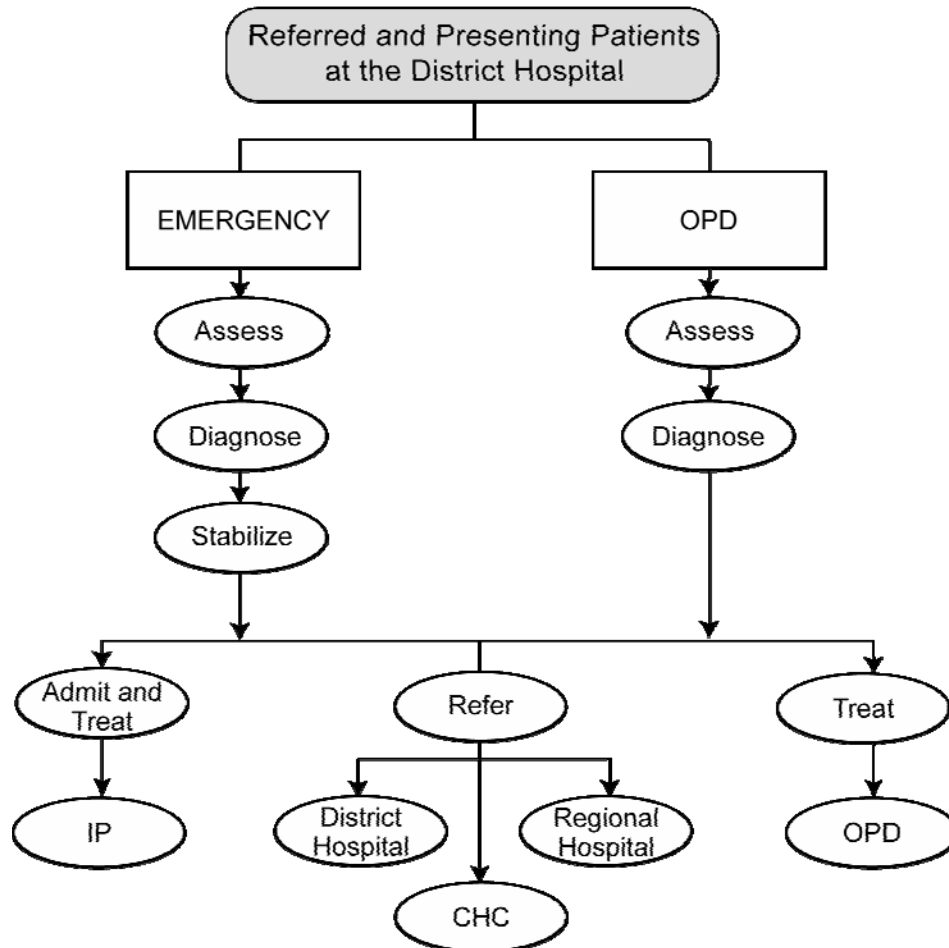 Referred and Presenting Patients
at the District Hospital
EMERGENCY
OPD
Assess
Assess
Diagnose
Diagnose
Stabilize
Admit and
Treat
Refer
Treat
IP
District
Hospital
Regional
Hospital
OPD
CHC